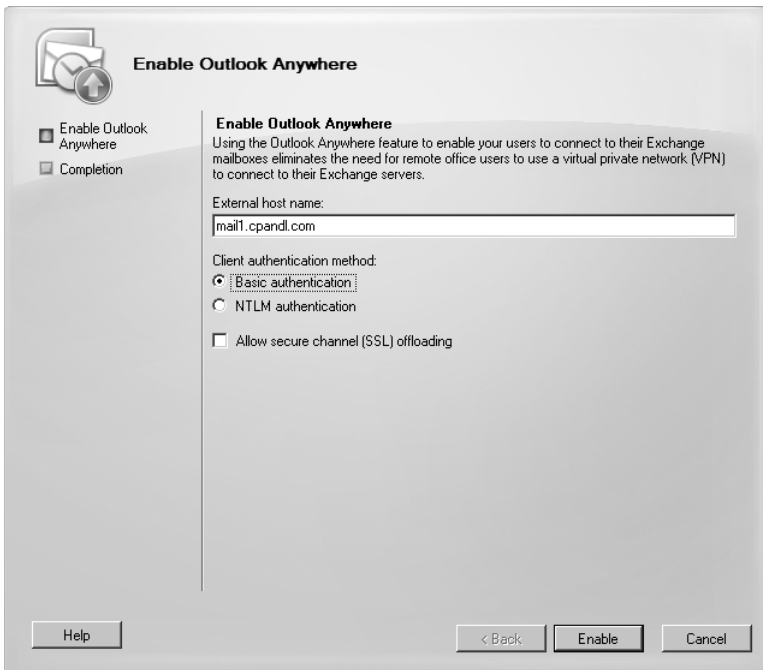 Enable Outlook Anywhere
Enable Outlook
Anywhere
Completion
Enable Outlook Anywhere
Using the Outlook Anywhere feature to enable your users to connect to their Exchange
mailboxes eliminates the need for remote office users to use a virtual private network (VPN)
to connect to their Exchange servers.
External host name:
mail1.cpandl.com
Client authentication method:
Basic authentication
NTLM authentication
Allow secure channel (SSL) offloading
Help
< Back
Enable
Cancel